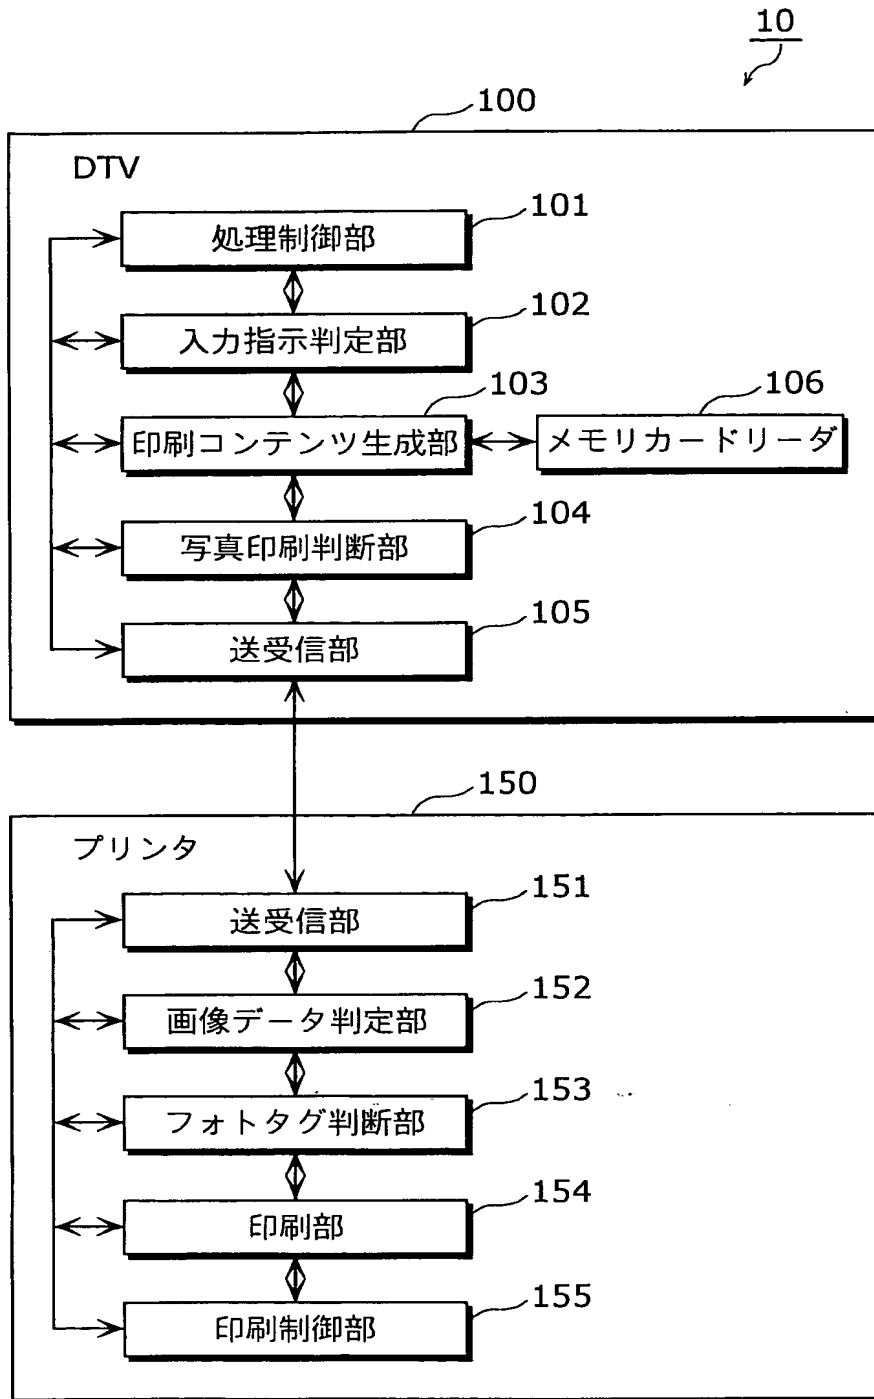 10
100
DTV
処理制御部
101
入力指示判定部
102
印刷コンテンツ生成部
103
メモリカードリーダ
106
写真印刷判断部
104
送受信部
105
150
プリンタ
送受信部
151
画像データ判定部
152
フォトタグ判断部
153
印刷部
154
印刷制御部
155